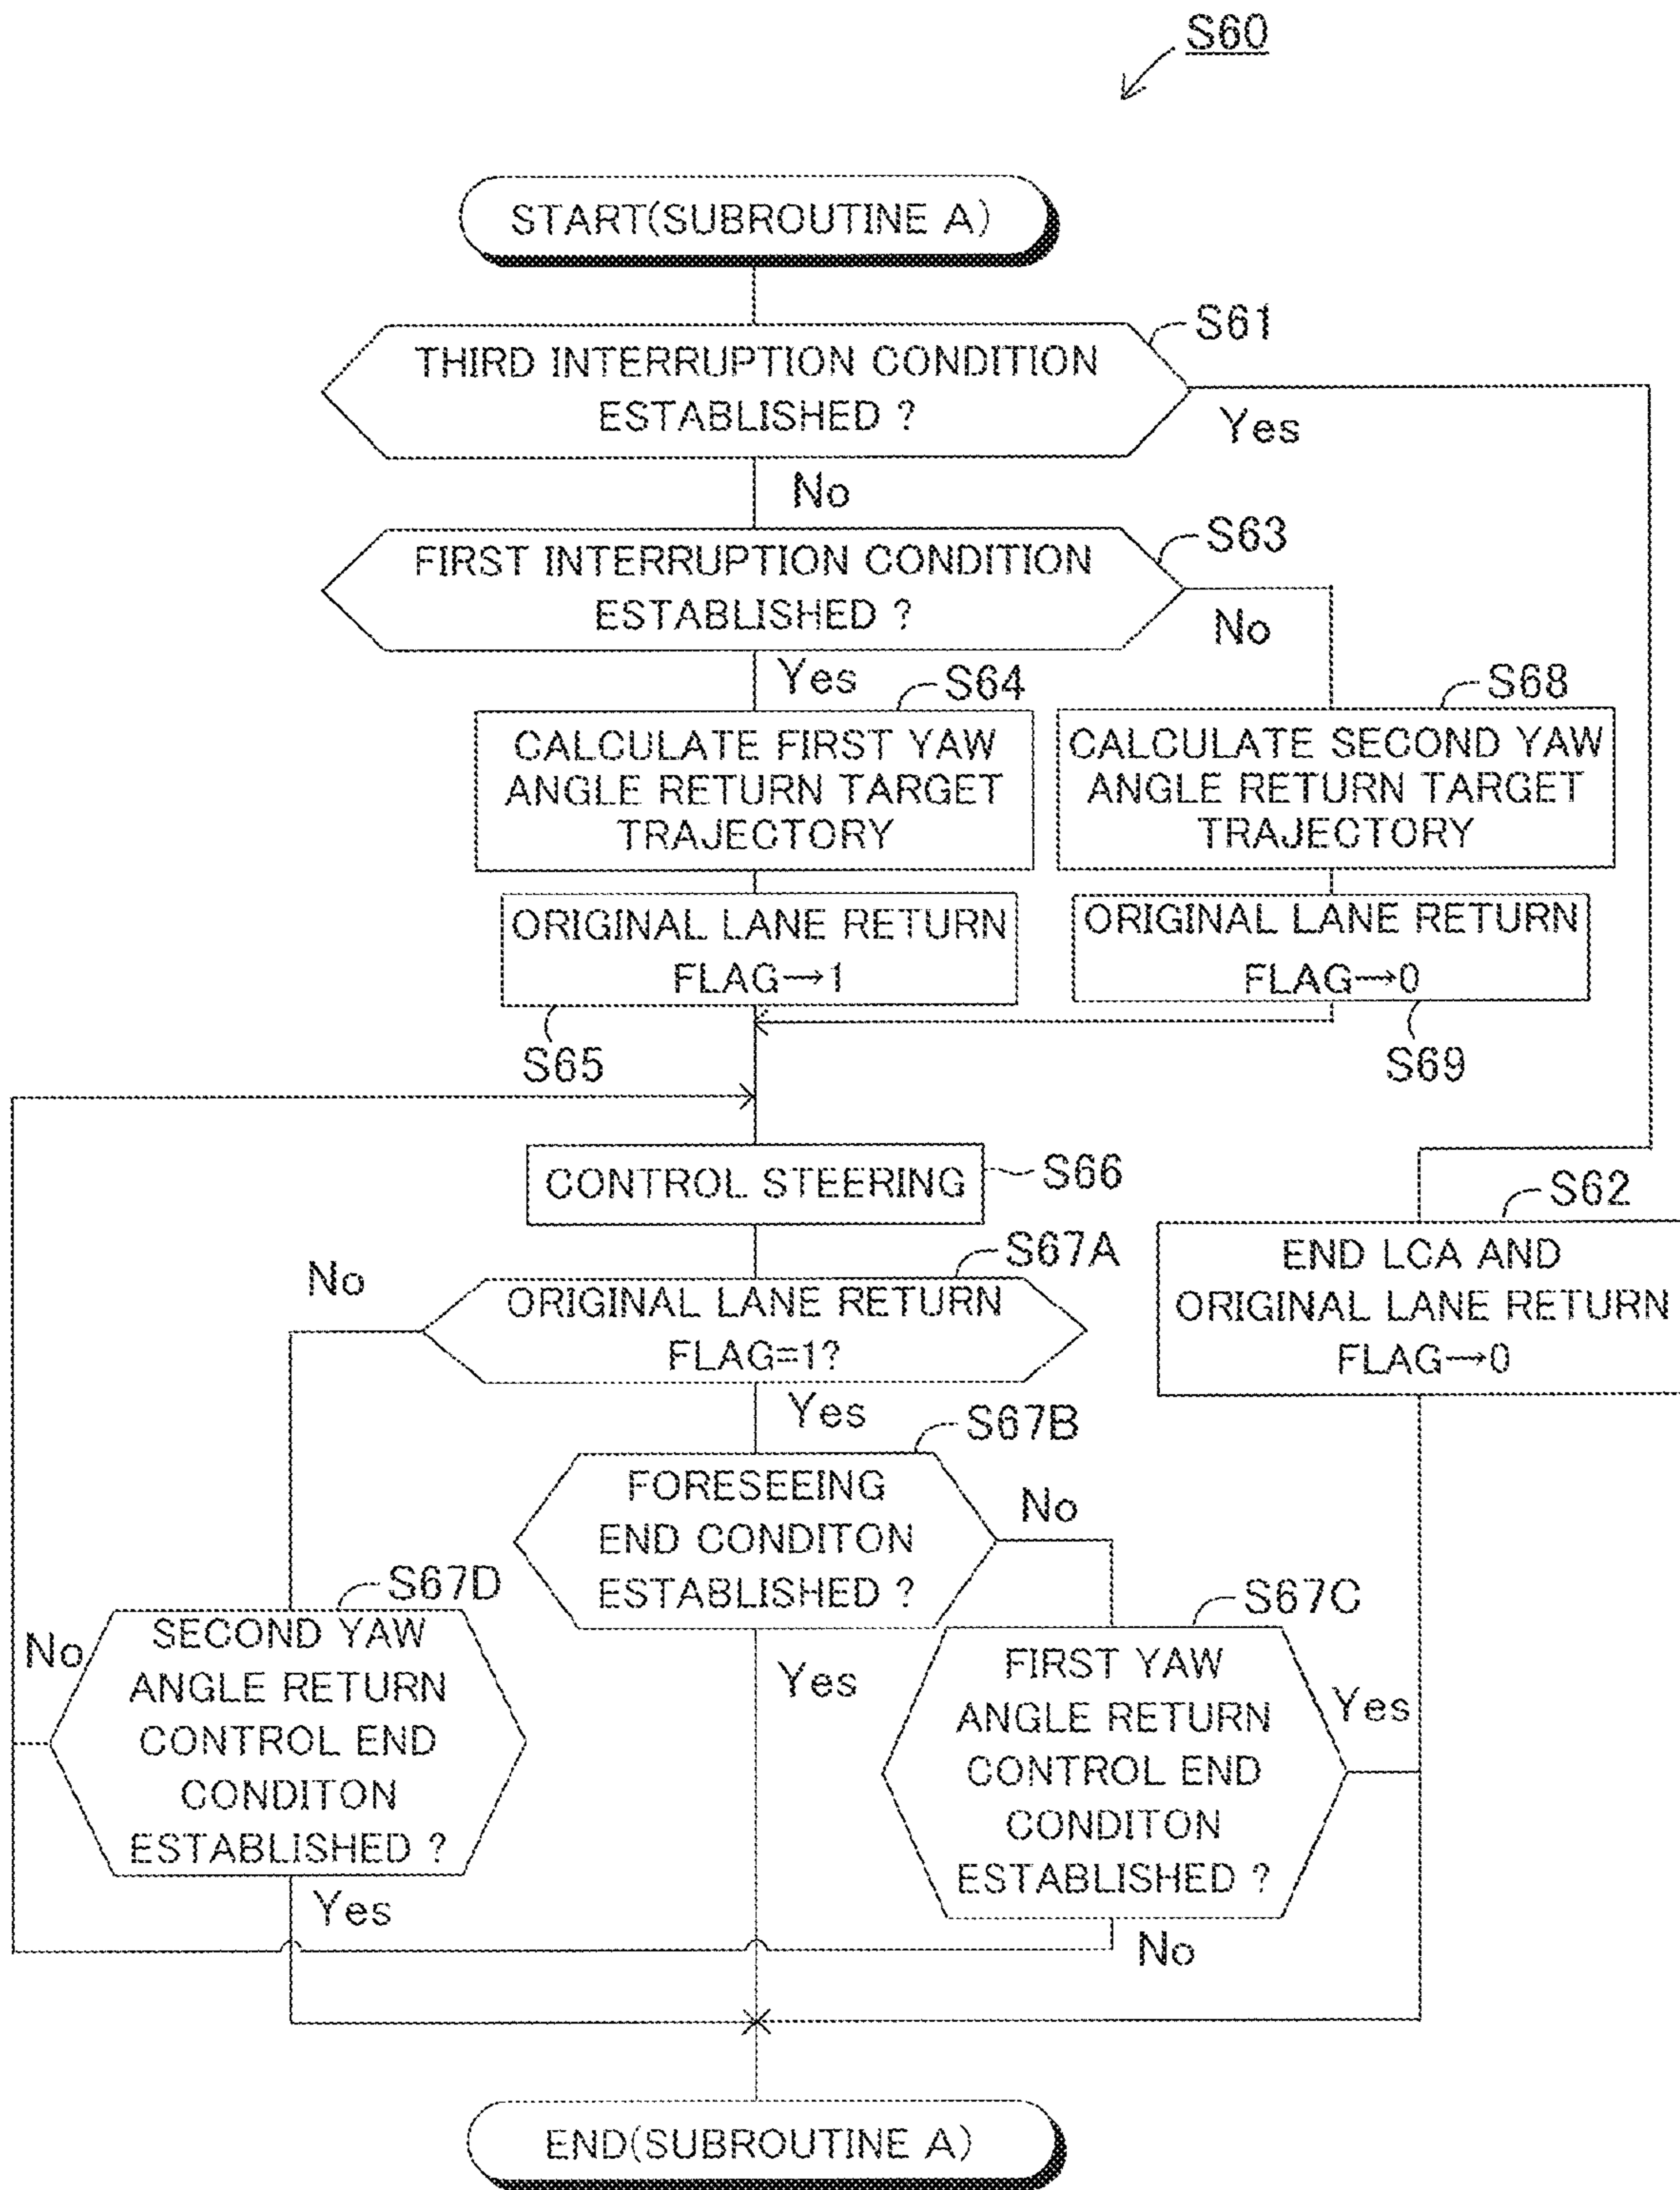 S60
START(SUBROUTINE A)
S61
THIRD INTERRUPTION CONDITION
ESTABLISHED ?
Yes
No
S63
FIRST INTERRUPTION CONDITION
ESTABLISHED ?
No
Yes
S64
S68
CALCULATE FIRST YAW
ANGLE RETURN TARGET
TRAJECTORY
CALCULATE SECOND YAW
ANGLE RETURN TARGET
TRAJECTORY
ORIGINAL LANE RETURN
FLAG→1
ORIGINAL LANE RETURN
FLAG→0
S65
S69
CONTROL STEERING
S66
S62
END LCA AND
ORIGINAL LANE RETURN
FLAG→0
S67A
No
ORIGINAL LANE RETURN
FLAG=1?
Yes
S67B
FORESEEING
END CONDITON
ESTABLISHED ?
No
Yes
S67D
No
SECOND YAW
ANGLE RETURN
CONTROL END
CONDITON
ESTABLISHED ?
Yes
S67C
FIRST YAW
ANGLE RETURN
CONTROL END
CONDITON
ESTABLISHED ?
Yes
No
END(SUBROUTINE A)